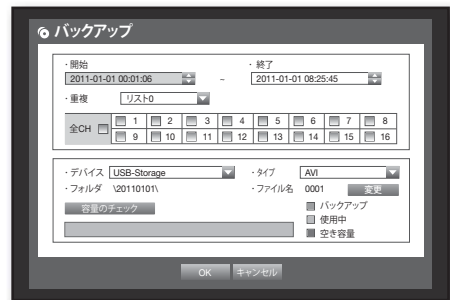 バックアップ
・開始 ・終了
2011-01-01 00:01:06 ~ 2011-01-01 08:25:45
・重複 リスト0
全CH 1 2 3 4 5 6 7 8
9 10 11 12 13 14 15 16
・デバイス USB-Storage ・タイプ AVI
・フォルダ \20110101\ ・ファイル名 0001 変更
容量のチェック バックアップ
使用中
空き容量
OK キャンセル